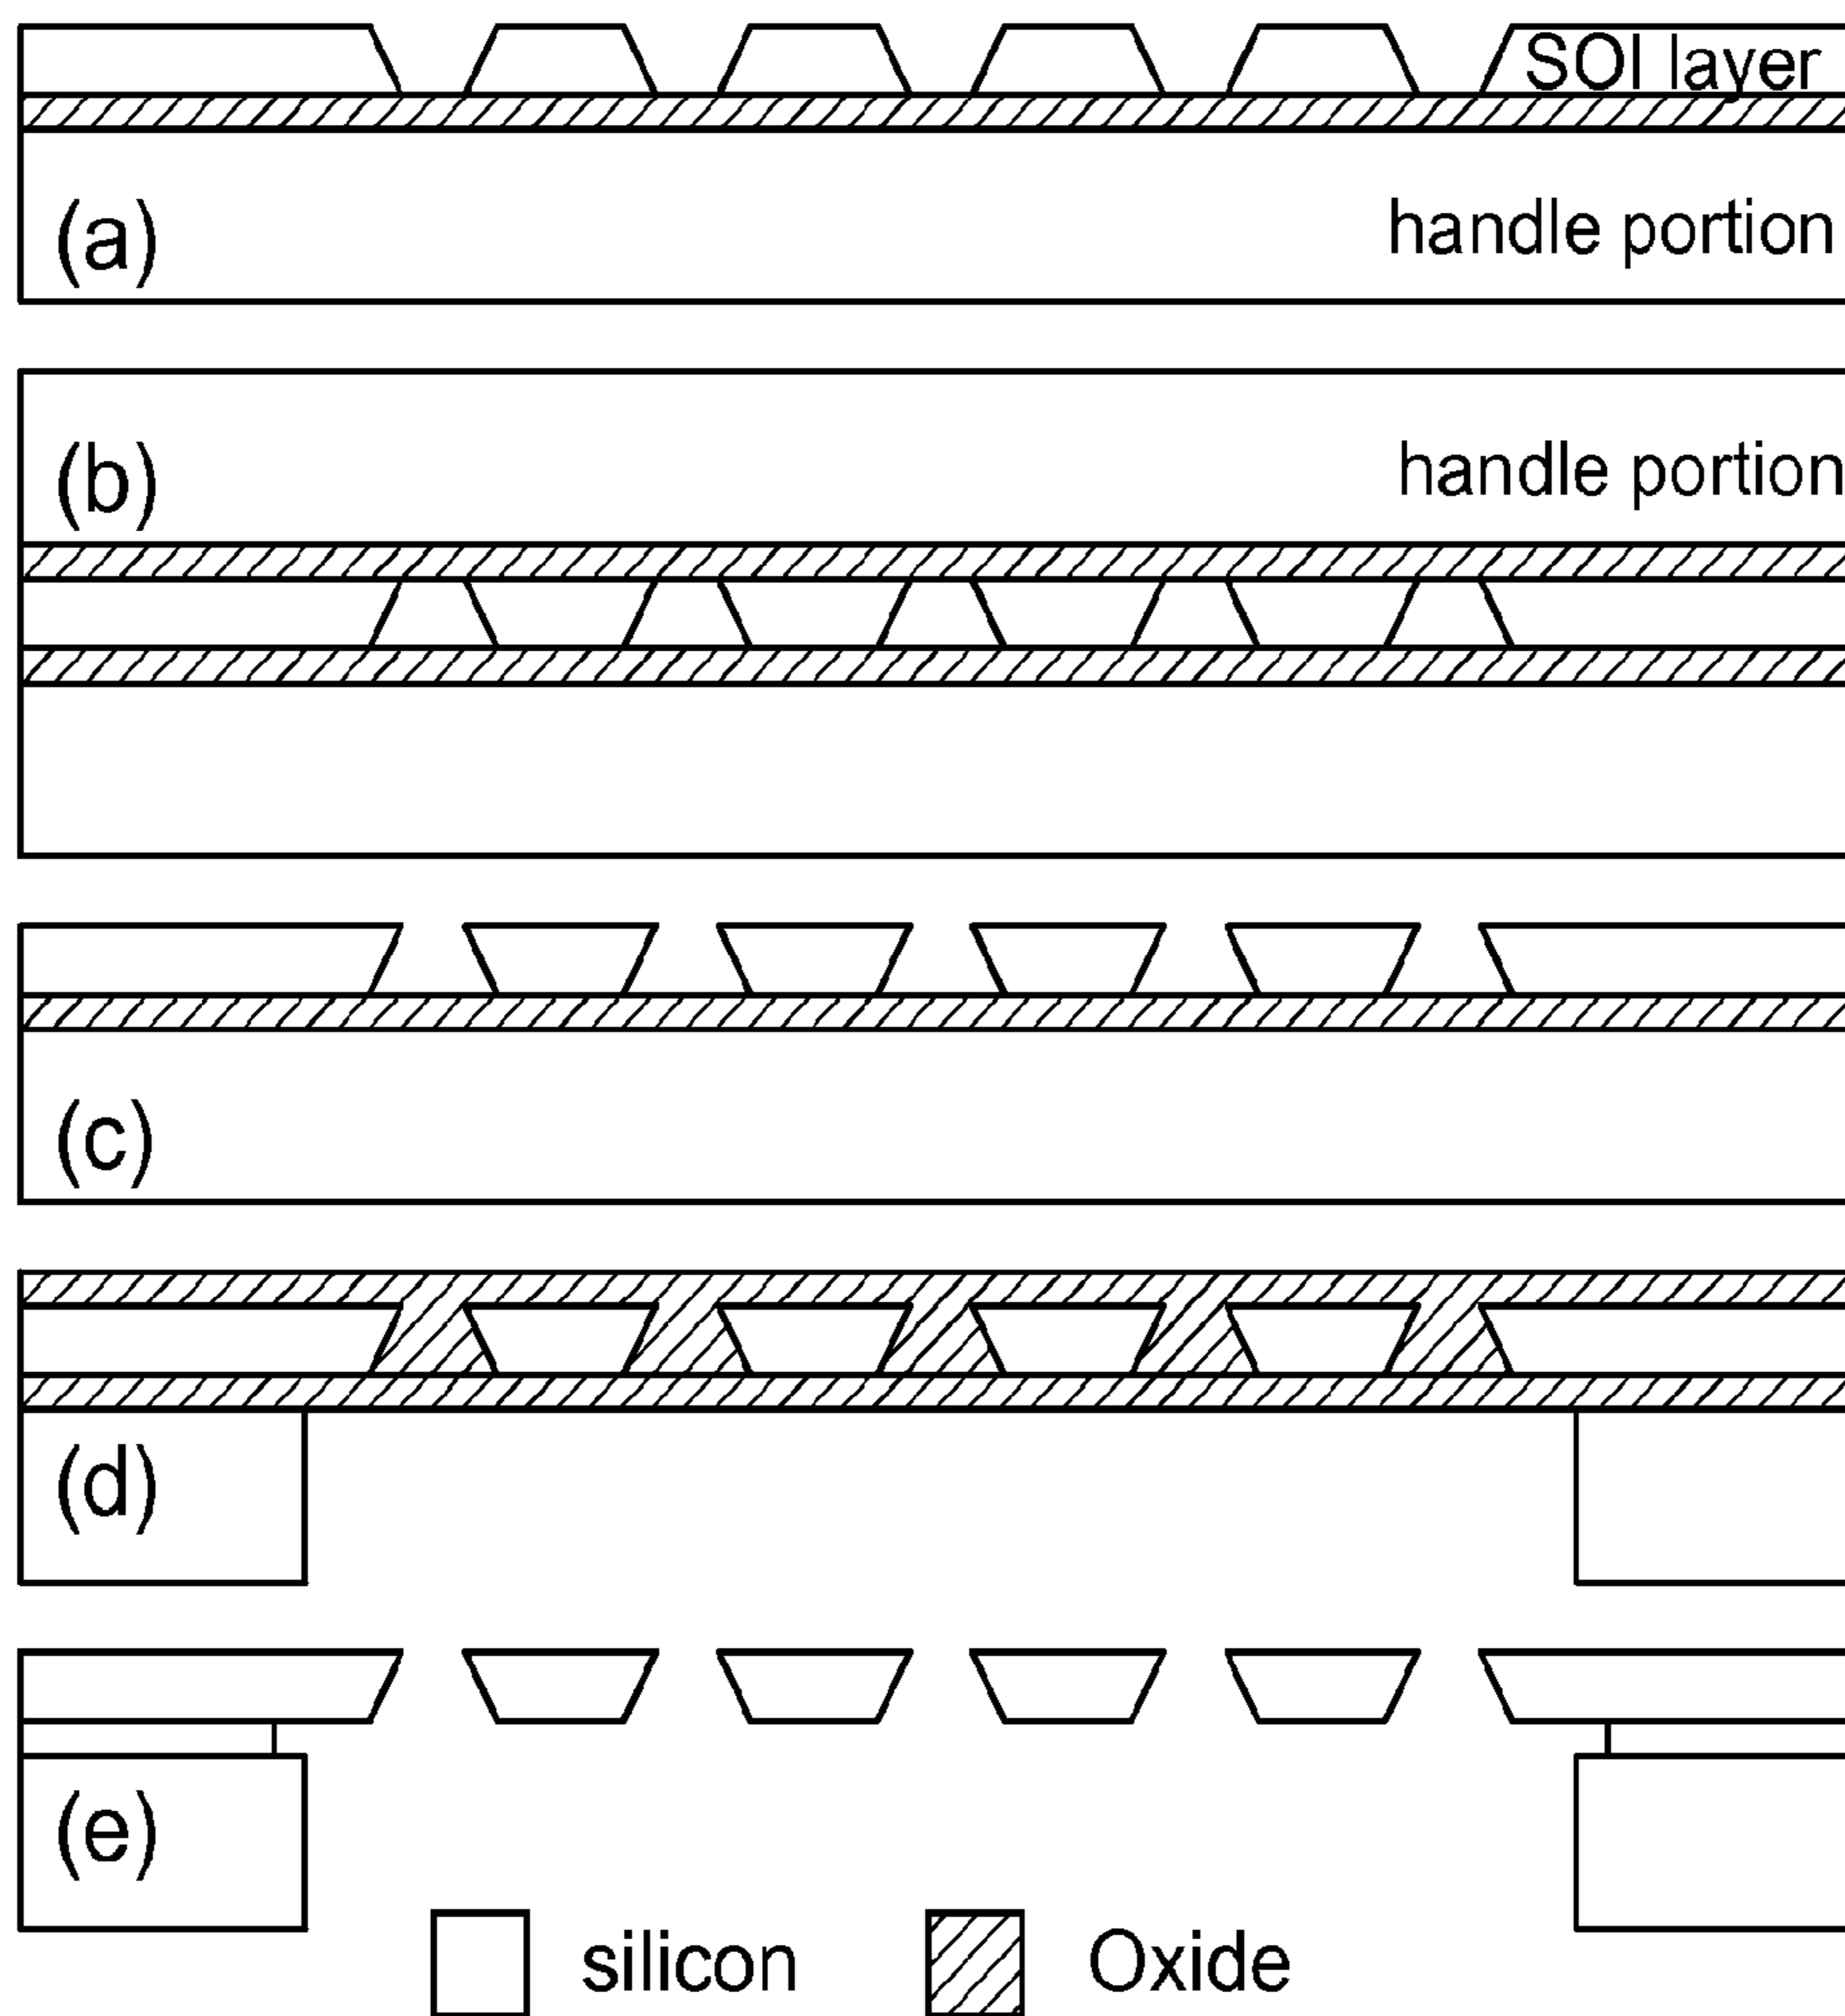 SOI layer
(a)
handle portion
(b)
handle portion
(c)
(d)
(e)
silicon
Oxide